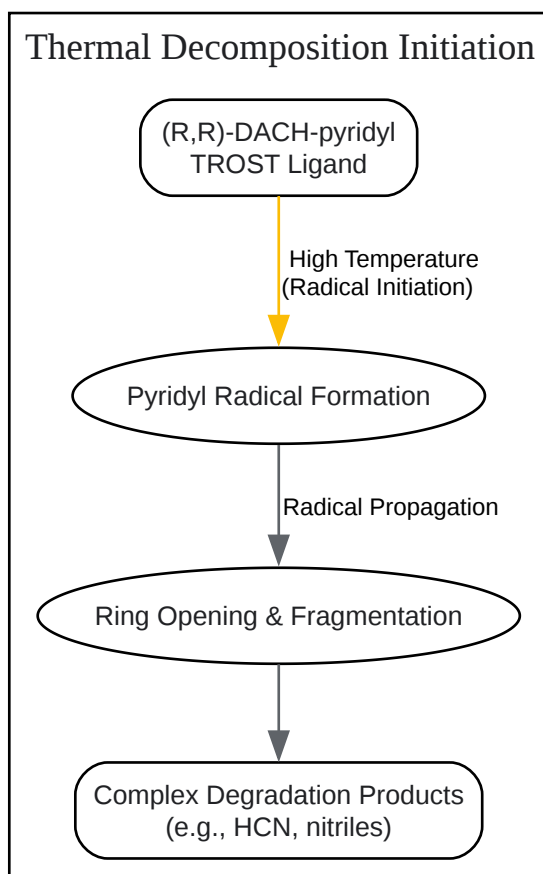 Thermal Decomposition Initiation
(R,R)-DACH-pyridyl
TROST Ligand
High Temperature
(Radical Initiation)
Pyridyl Radical Formation
Radical Propagation
Ring Opening & Fragmentation
Complex Degradation Products
(e.g., HCN, nitriles)